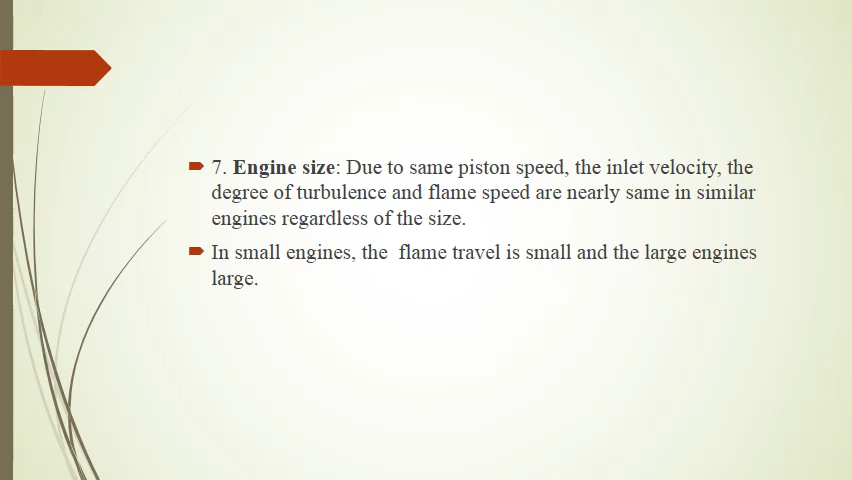 7. Engine size: Due to same piston speed, the inlet velocity, the
degree of turbulence and flame speed are nearly same in similar
engines regardless of the size.
In small engines, the  flame travel is small and the large engines
large.